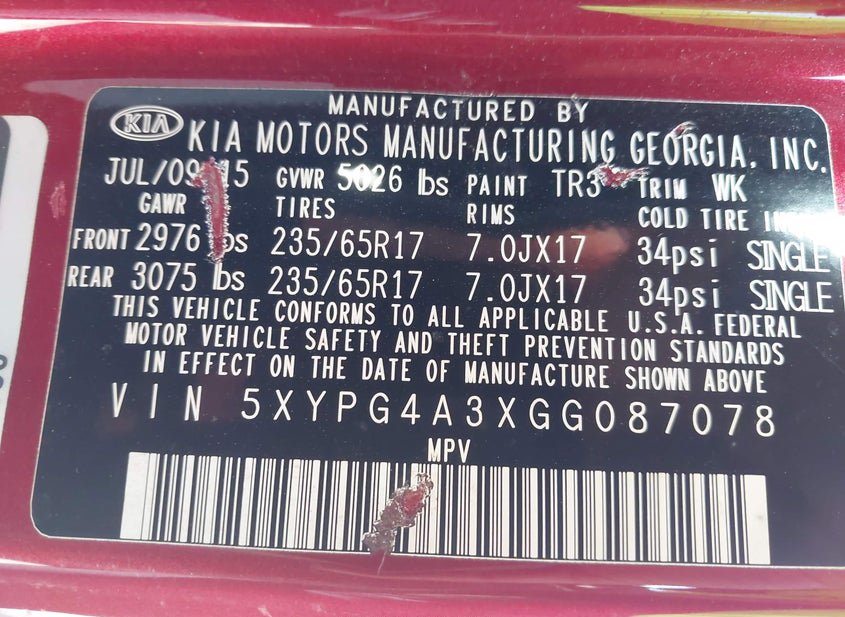 MANUFACTURED BY
KIA KIA MOTORS MANUFACTURING GEORGIA, INC.
JUL/09 15 GVWR 5026 lbs PAINT TR3 TRIM WK
GAWR TIRES RIMS COLD TIRE
FRONT 2976 lbs 235/65R17 7.0JX17 34psi SINGLE
REAR 3075 lbs 235/65R17 7.0JX17 34psi SINGLE
THIS VEHICLE CONFORMS TO ALL APPLICABLE U.S.A. FEDERAL
MOTOR VEHICLE SAFETY AND THEFT PREVENTION STANDARDS
IN EFFECT ON THE DATE OF MANUFACTURE SHOWN ABOVE
VIN 5XYPG4A3XGG087078
MPV